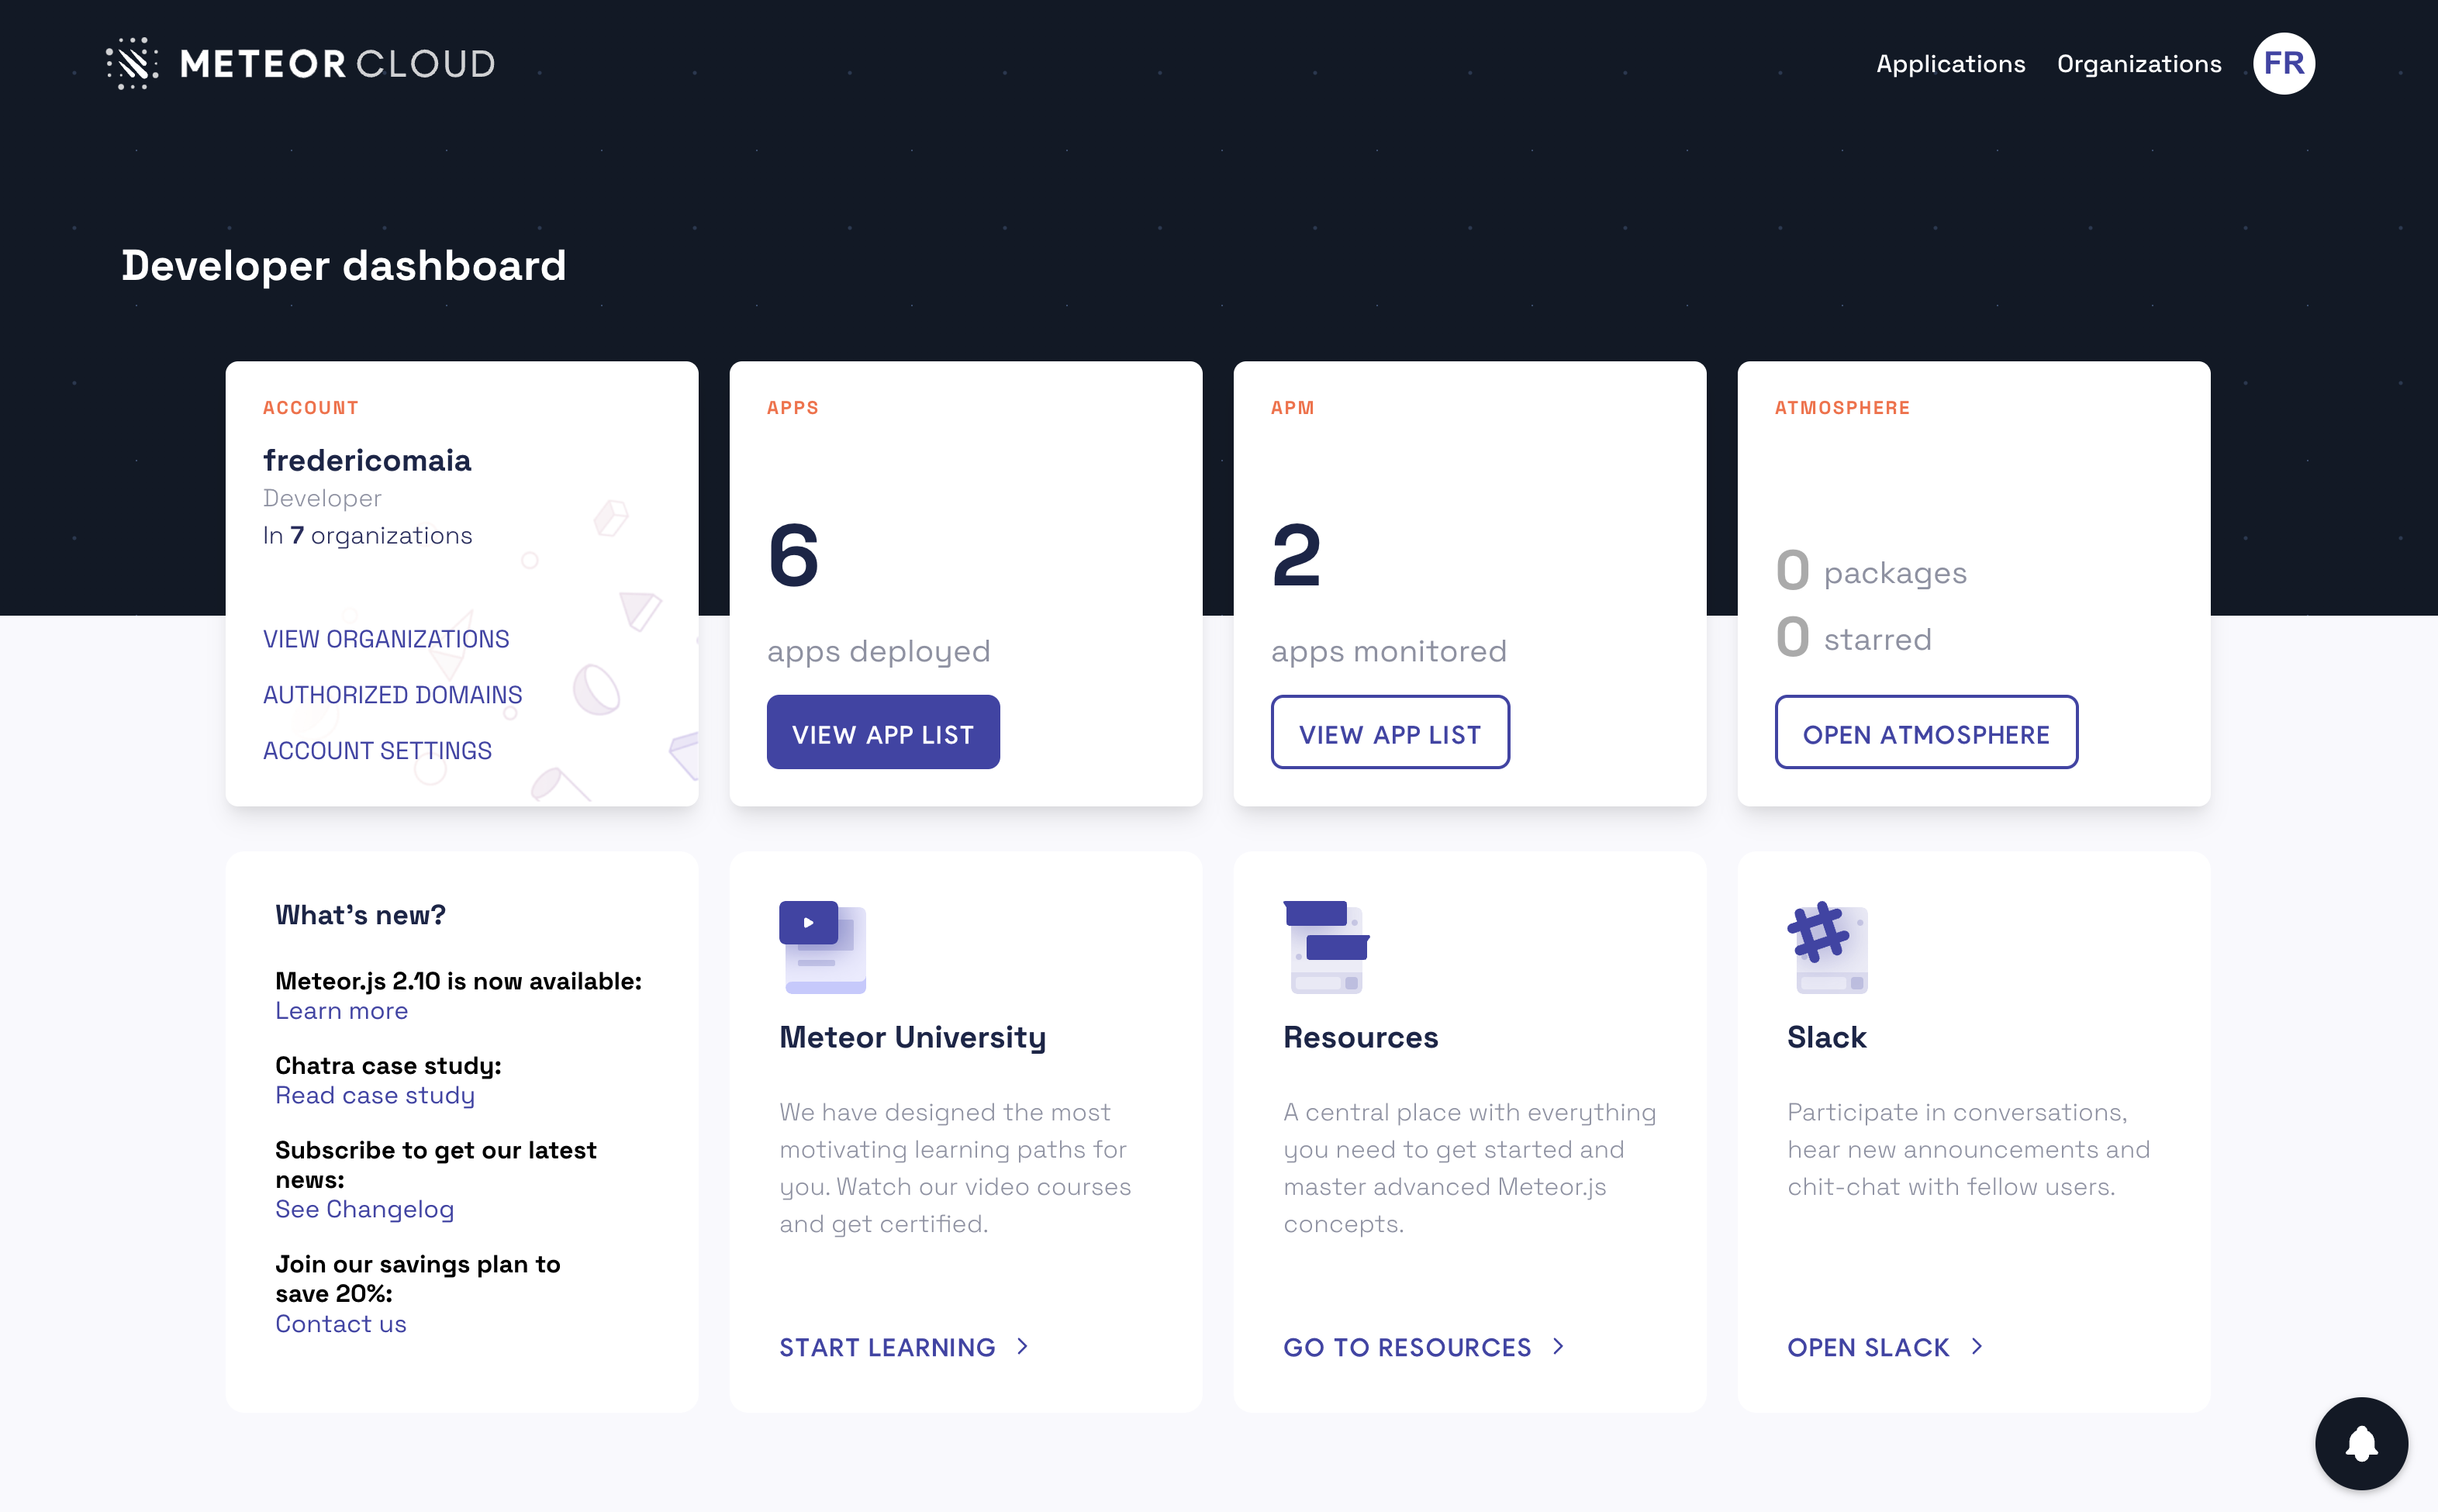 METEOR CLOUD
Applications Organizations FR
Developer dashboard
ACCOUNT
fredericomaia
Developer
In 7 organizations
VIEW ORGANIZATIONS
AUTHORIZED DOMAINS
ACCOUNT SETTINGS
APPS
6
apps deployed
VIEW APP LIST
APM
2
apps monitored
VIEW APP LIST
ATMOSPHERE
0 packages
0 starred
OPEN ATMOSPHERE
What's new?
Meteor.js 2.10 is now available:
Learn more
Chatra case study:
Read case study
Subscribe to get our latest
news:
See Changelog
Join our savings plan to
save 20%:
Contact us
Meteor University
We have designed the most
motivating learning paths for
you. Watch our video courses
and get certified.
START LEARNING
Resources
A central place with everything
you need to get started and
master advanced Meteor.js
concepts.
GO TO RESOURCES
Slack
Participate in conversations,
hear new announcements and
chit-chat with fellow users.
OPEN SLACK